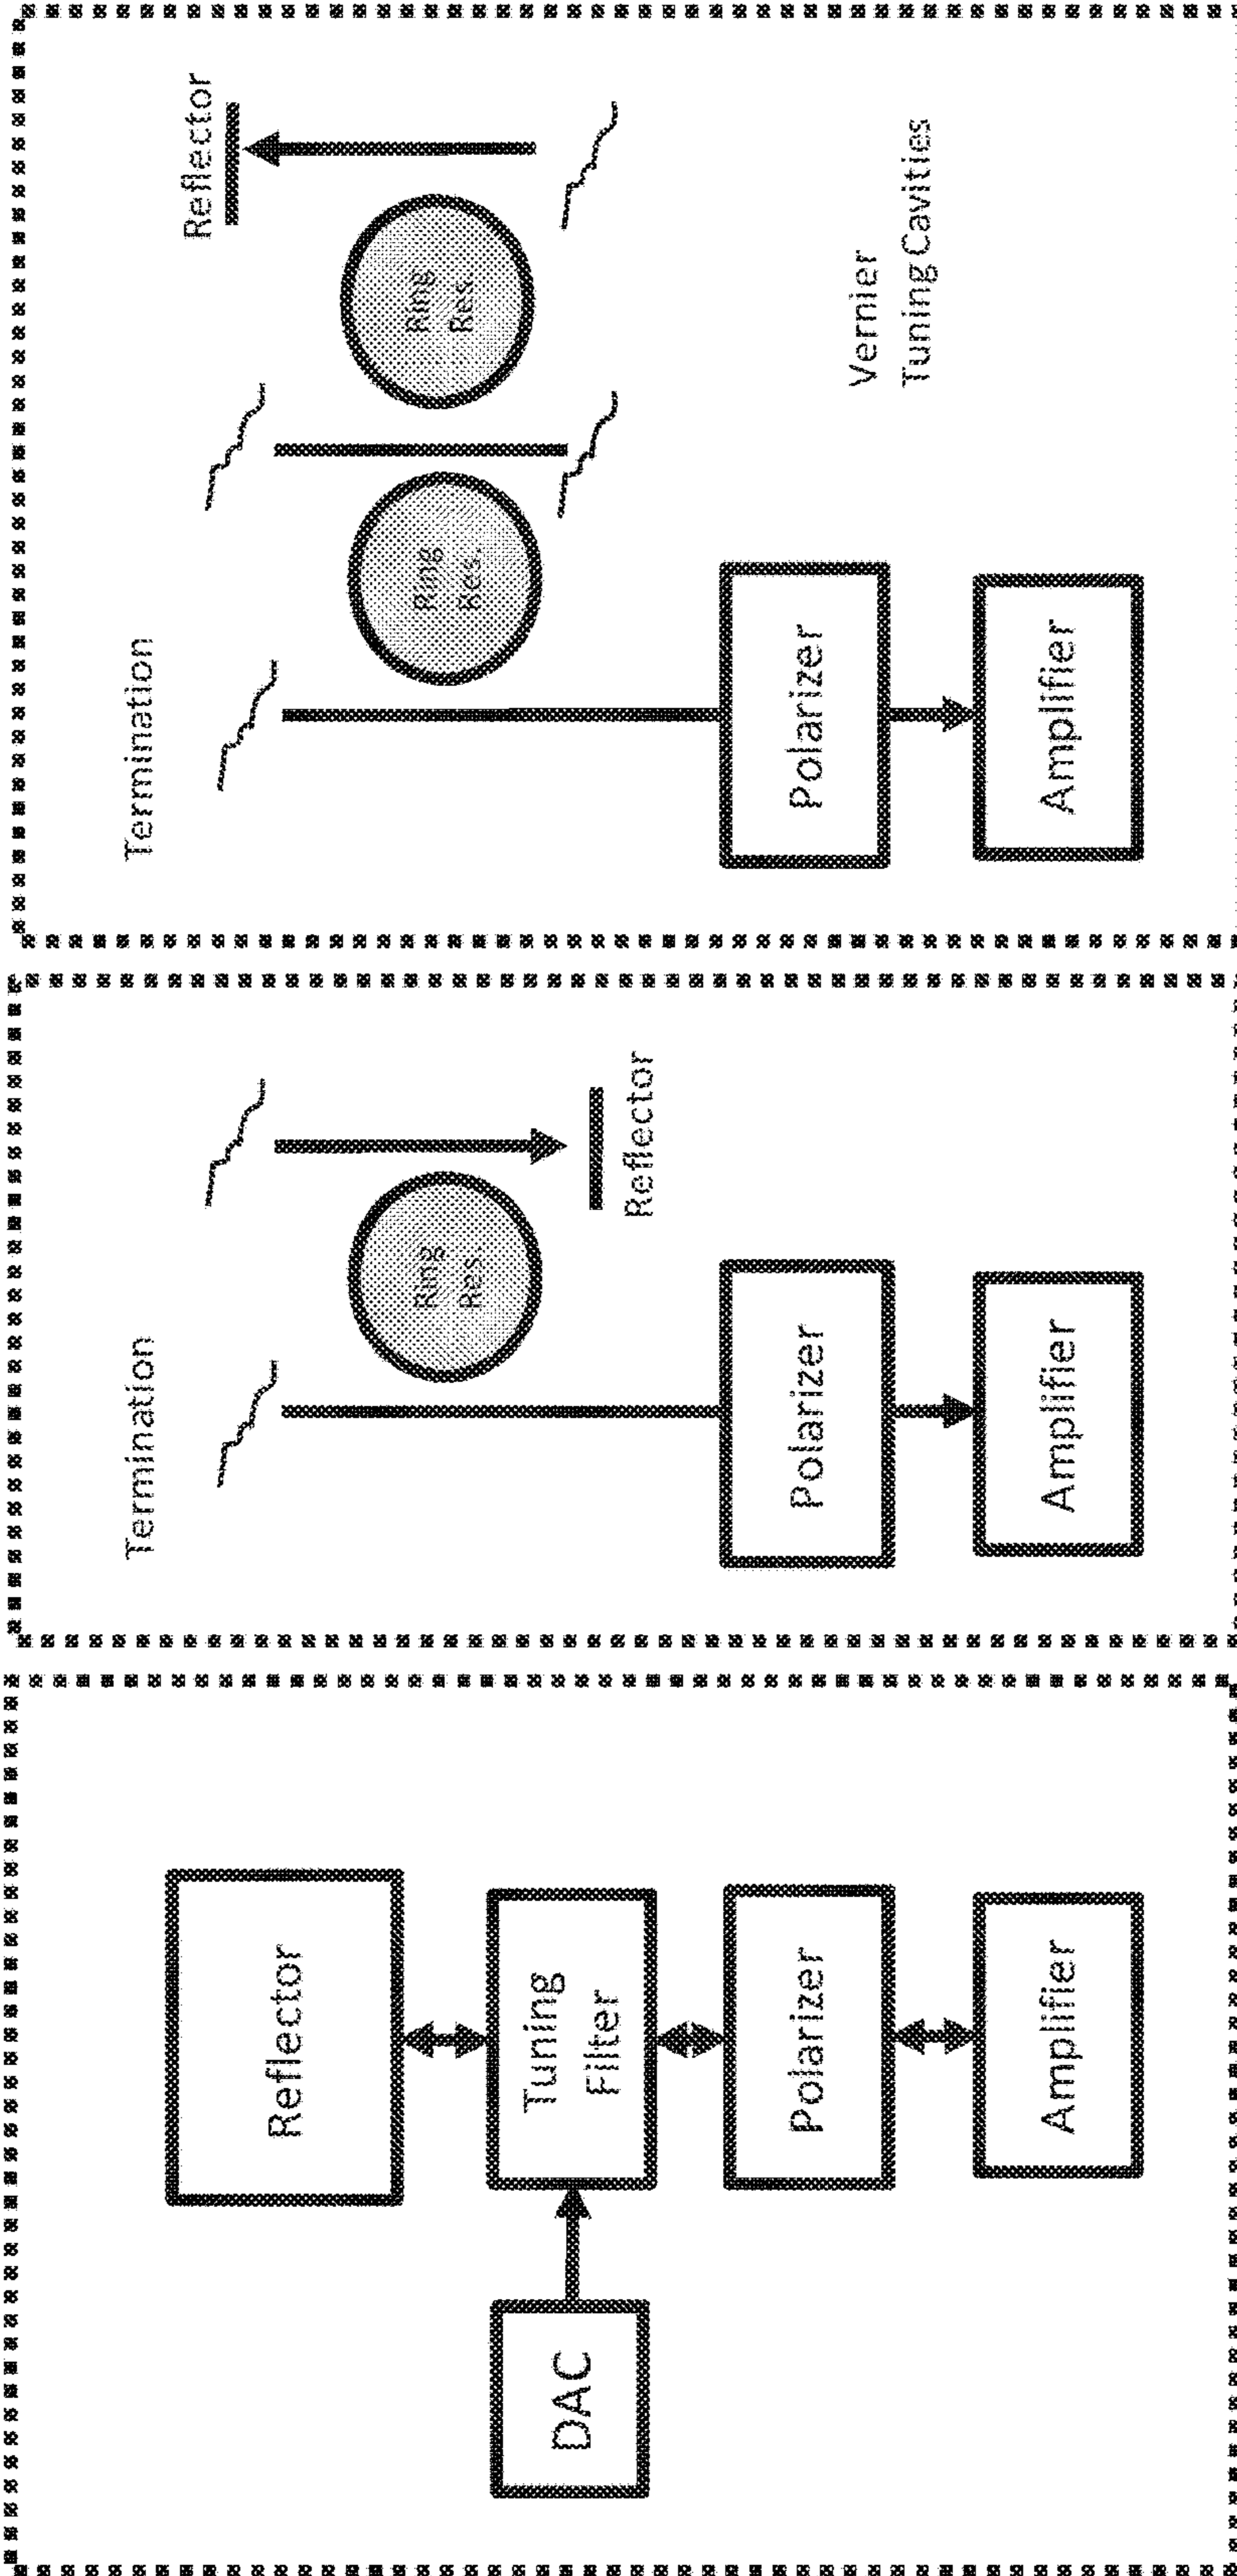 Reflector
Tuning
Filter
DAC
Polarizer
Amplifier
Termination
Ring
Res.
Reflector
Polarizer
Amplifier
Termination
Reflector
Ring
Res.
Ring
Res.
Vernier
Tuning Cavities
Polarizer
Amplifier